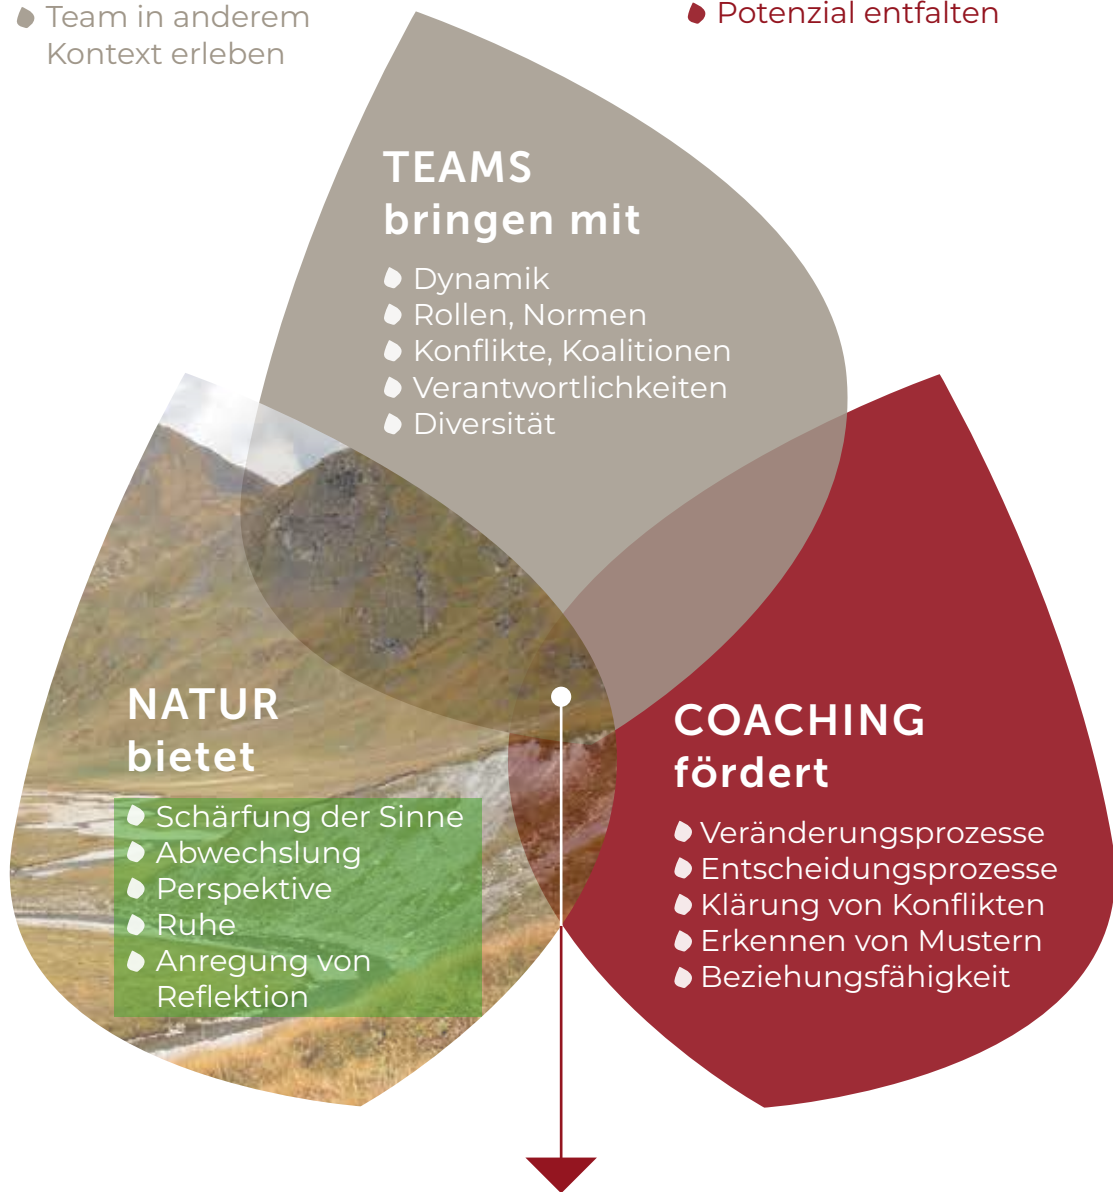 Team in anderem
Kontext erleben
Potenzial entfalten
TEAMS
bringen mit
Dynamik
Rollen, Normen
Konflikte, Koalitionen
Verantwortlichkeiten
Diversität
NATUR
bietet
Schärfung der Sinne
Abwechslung
Perspektive
Ruhe
Anregung von
Reflektion
COACHING
fördert
Veränderungsprozesse
Entscheidungsprozesse
Klärung von Konflikten
Erkennen von Mustern
Beziehungsfähigkeit